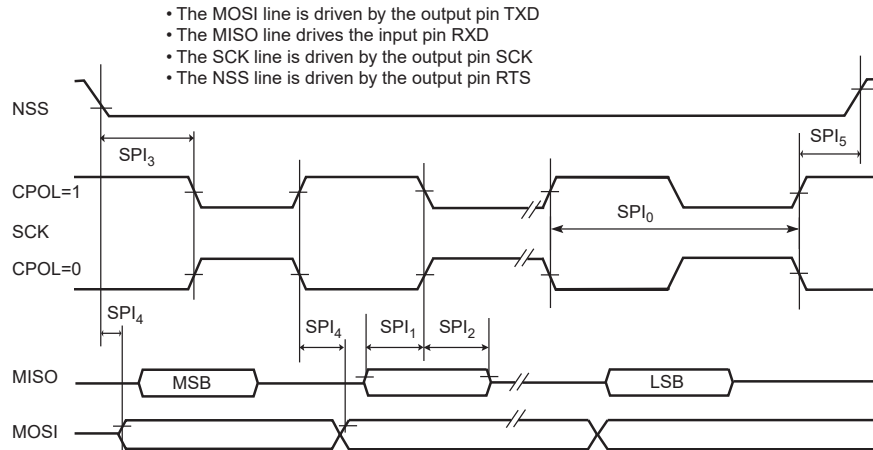 • The MOSI line is driven by the output pin TXD
• The MISO line drives the input pin RXD
• The SCK line is driven by the output pin SCK
• The NSS line is driven by the output pin RTS
NSS
SPI3
SPI5
CPOL=1
SPI0
SCK
CPOL=0
SPI4
SPI4
SPI1
SPI2
MISO
MSB
LSB
MOSI